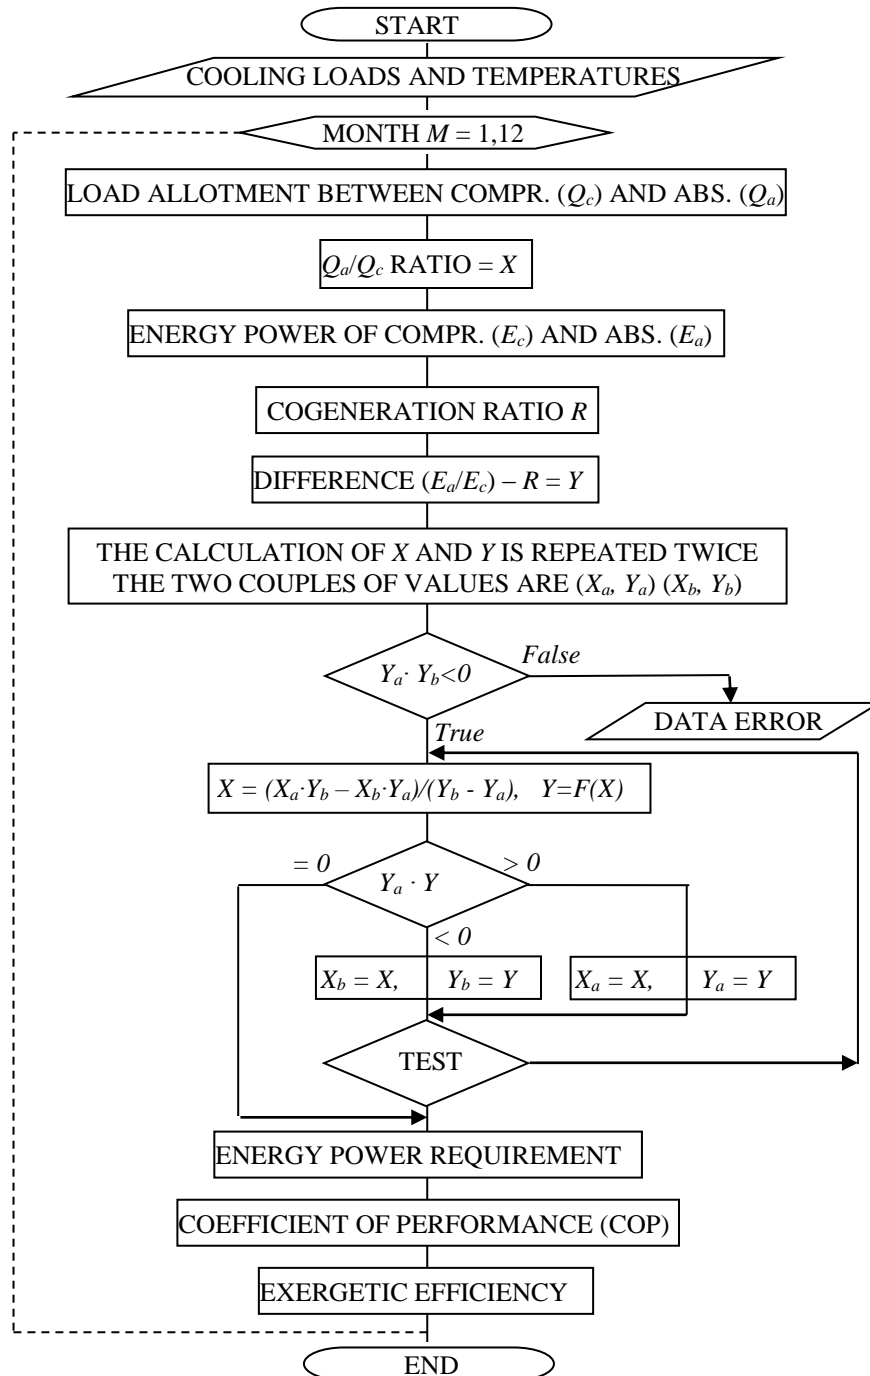 START
COOLING LOADS AND TEMPERATURES
MONTH M = 1,12
LOAD ALLOTMENT BETWEEN COMPR. (Qc) AND ABS. (Qa)
Qa/Qc RATIO = X
ENERGY POWER OF COMPR. (Ec) AND ABS. (Ea)
COGENERATION RATIO R
DIFFERENCE (Ea/Ec) – R = Y
THE CALCULATION OF X AND Y IS REPEATED TWICE
THE TWO COUPLES OF VALUES ARE (Xa, Ya) (Xb, Yb)
False
Ya· Yb<0
DATA ERROR
True
X = (Xa·Yb – Xb·Ya)/(Yb - Ya), Y=F(X)
= 0
> 0
Ya · Y
< 0
Xb = X, Yb = Y
Xa = X, Ya = Y
TEST
ENERGY POWER REQUIREMENT
COEFFICIENT OF PERFORMANCE (COP)
EXERGETIC EFFICIENCY
END